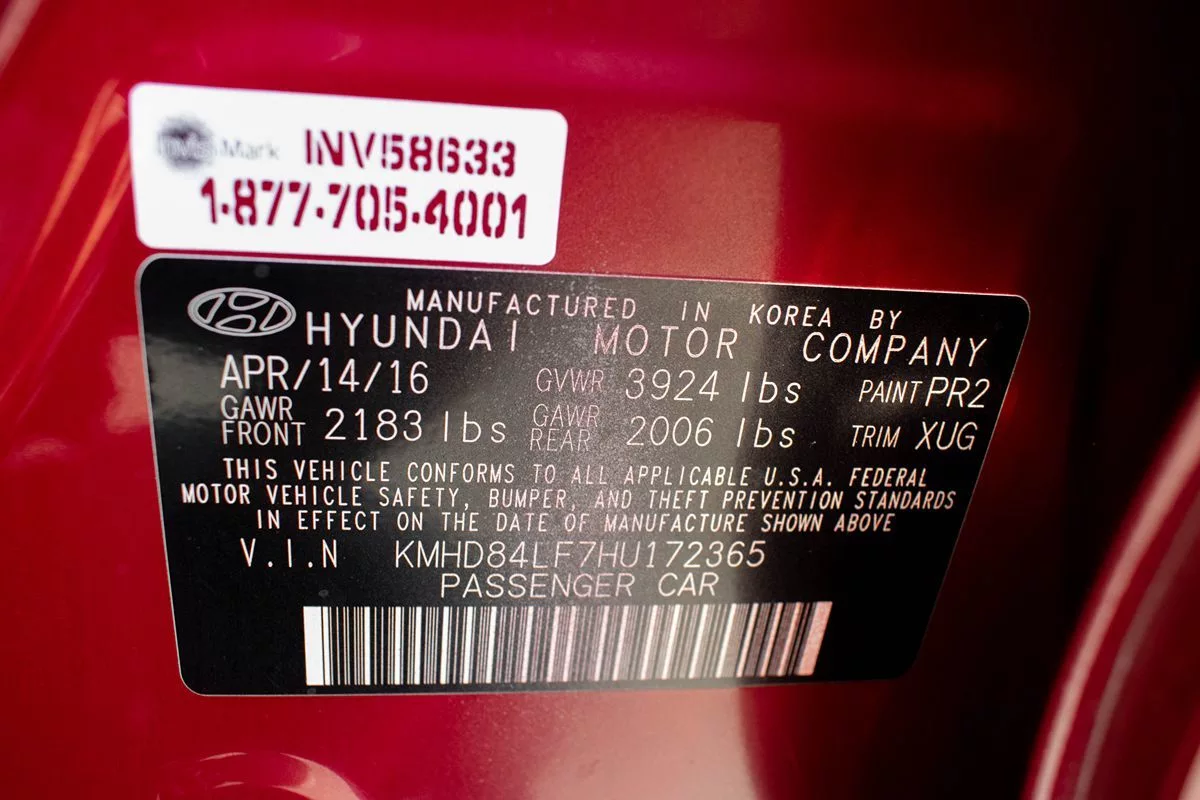 DMB Mark INV58633
1-877-705-4001
MANUFACTURED IN KOREA BY
HYUNDAI MOTOR COMPANY
APR/14/16 GVWR 3924 lbs PAINT PR2
GAWR FRONT 2183 lbs GAWR REAR 2006 lbs TRIM XUG
THIS VEHICLE CONFORMS TO ALL APPLICABLE U.S.A. FEDERAL
MOTOR VEHICLE SAFETY, BUMPER, AND THEFT PREVENTION STANDARDS
IN EFFECT ON THE DATE OF MANUFACTURE SHOWN ABOVE
V.I.N KMHD84LF7HU172365
PASSENGER CAR